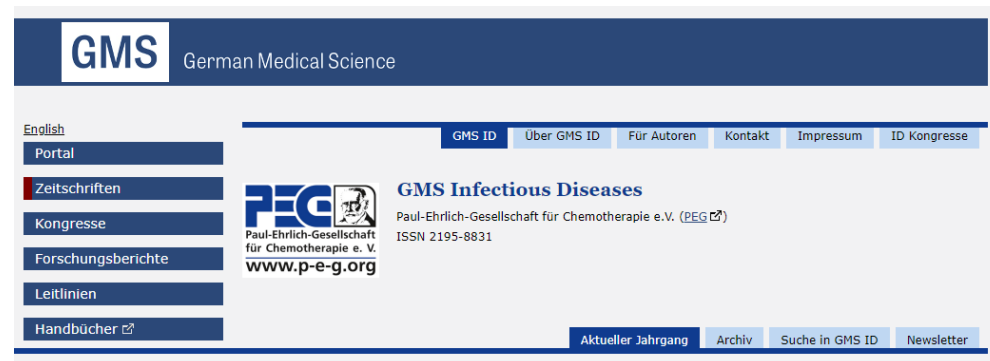 GMS German Medical Science
English
Portal
Zeitschriften
Kongresse
Forschungsberichte
Leitlinien
Handbücher
GMS ID Über GMS ID Für Autoren Kontakt Impressum ID Kongresse
PEG
Paul-Ehrlich-Gesellschaft
für Chemotherapie e. V.
www.p-e-g.org
GMS Infectious Diseases
Paul-Ehrlich-Gesellschaft für Chemotherapie e.V. (PEG)
ISSN 2195-8831
Aktueller Jahrgang Archiv Suche in GMS ID Newsletter